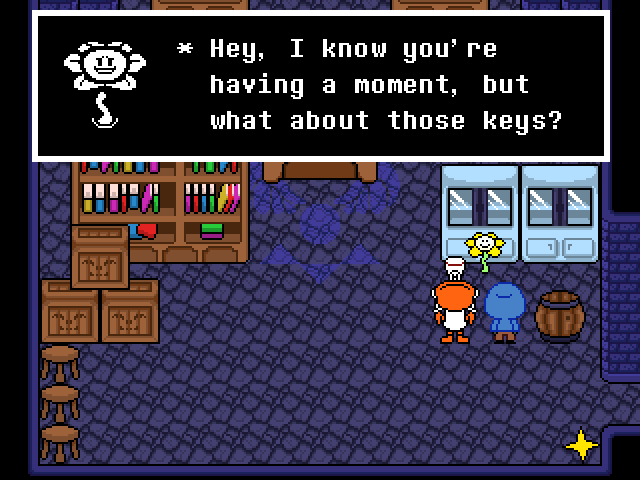 * Hey, I know you're
having a moment, but
what about those keys?